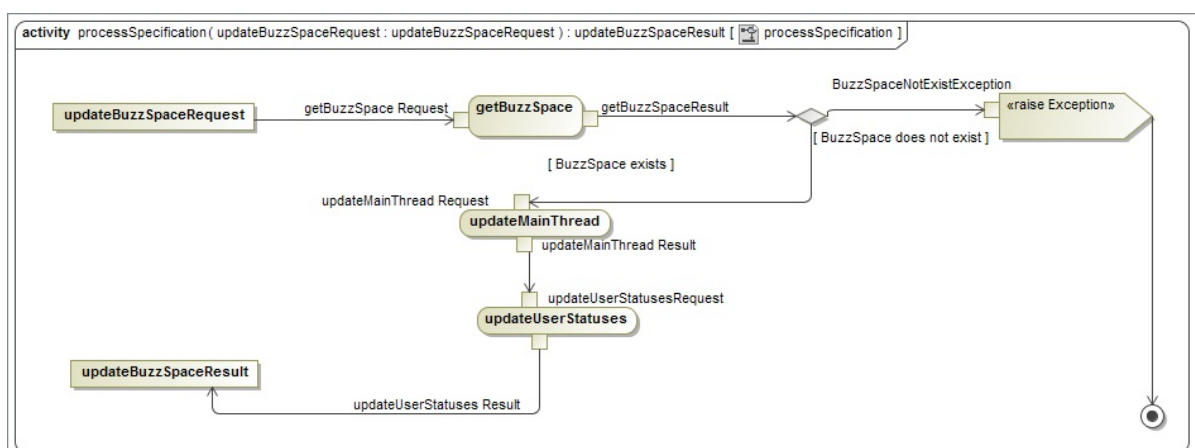 activity processSpecification( updateBuzzSpaceRequest : updateBuzzSpaceRequest ) : updateBuzzSpaceResult [ processSpecification ]
BuzzSpaceNotExistException
updateBuzzSpaceRequest
getBuzzSpace Request
getBuzzSpace
getBuzzSpaceResult
«raise Exception»
[ BuzzSpace does not exist ]
[ BuzzSpace exists ]
updateMainThread Request
updateMainThread
updateMainThread Result
updateUserStatusesRequest
updateUserStatuses
updateBuzzSpaceResult
updateUserStatuses Result